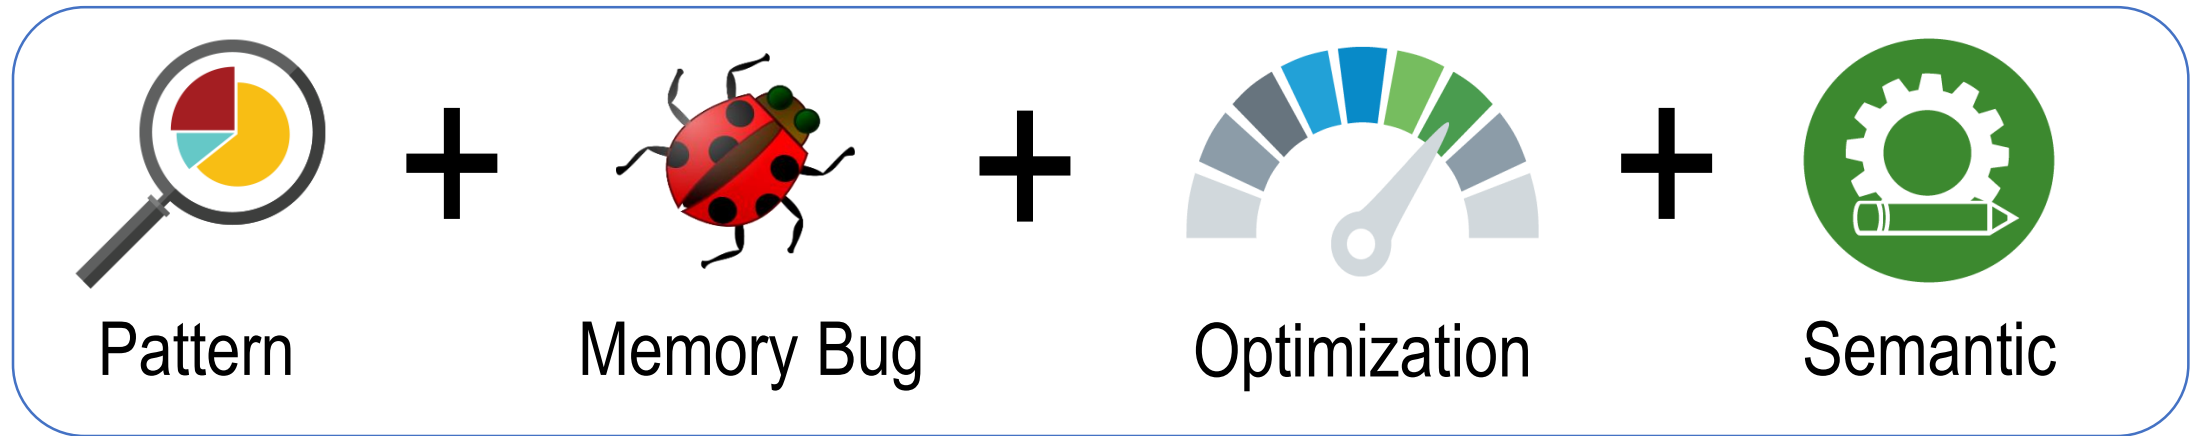 Pattern + Memory Bug + Optimization + Semantic